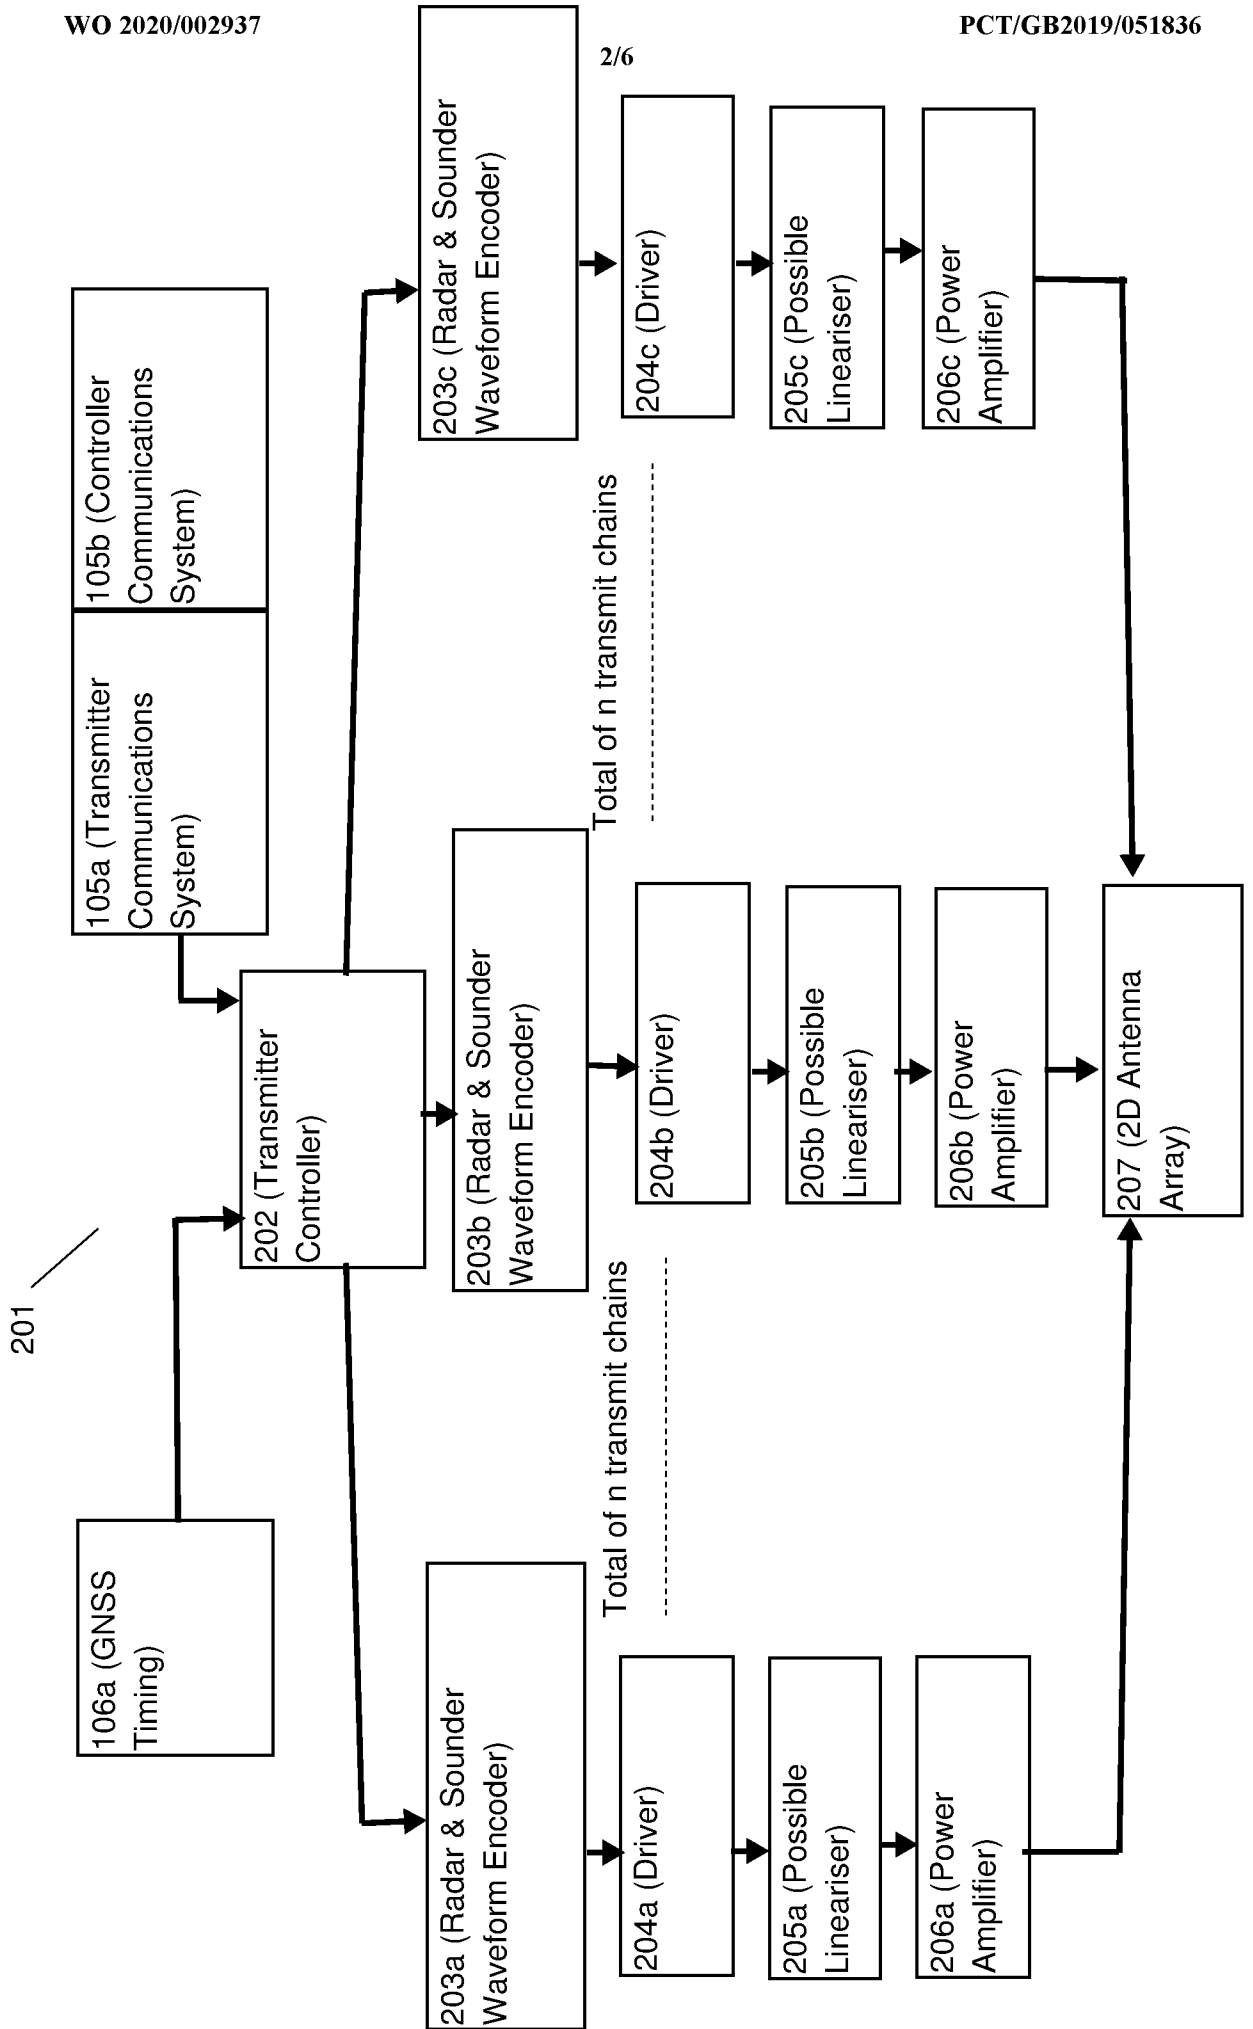 WO 2020/002937
PCT/GB2019/051836
2/6
201
106a (GNSS
Timing)
105a (Transmitter
Communications
System)
105b (Controller
Communications
System)
202 (Transmitter
Controller)
203a (Radar & Sounder
Waveform Encoder)
203b (Radar & Sounder
Waveform Encoder)
203c (Radar & Sounder
Waveform Encoder)
Total of n transmit chains
Total of n transmit chains
204a (Driver)
204b (Driver)
204c (Driver)
205a (Possible
Lineariser)
205b (Possible
Lineariser)
205c (Possible
Lineariser)
206a (Power
Amplifier)
206b (Power
Amplifier)
206c (Power
Amplifier)
207 (2D Antenna
Array)